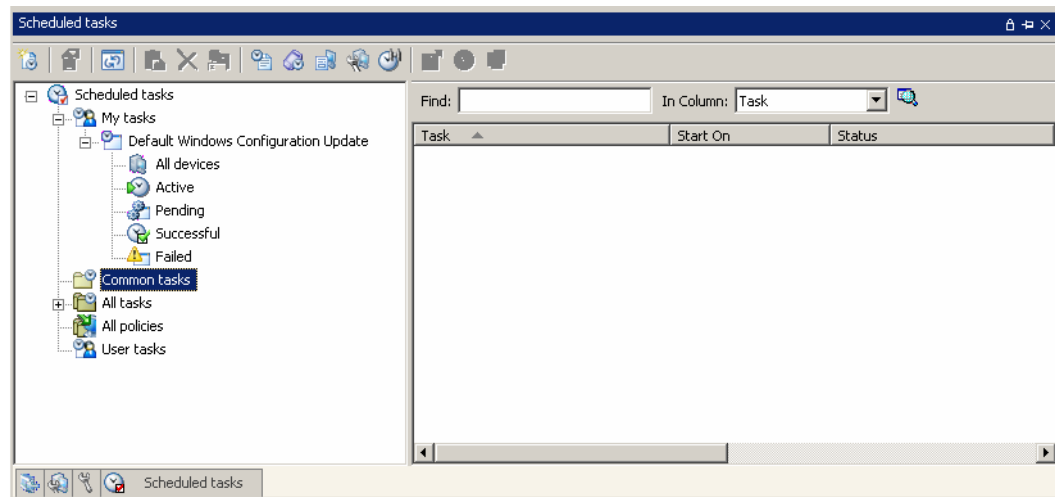 Scheduled tasks
Scheduled tasks
My tasks
Default Windows Configuration Update
All devices
Active
Pending
Successful
Failed
Common tasks
All tasks
All policies
User tasks
Find:
In Column: Task
Task Start On Status
Scheduled tasks